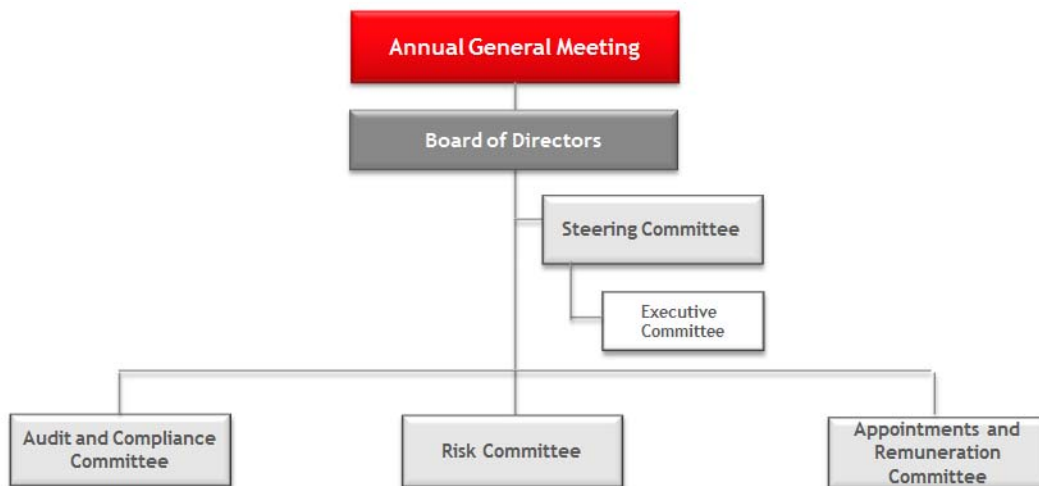 Annual General Meeting
Board of Directors
Steering Committee
Executive
Committee
Audit and Compliance
Committee
Risk Committee
Appointments and
Remuneration
Committee